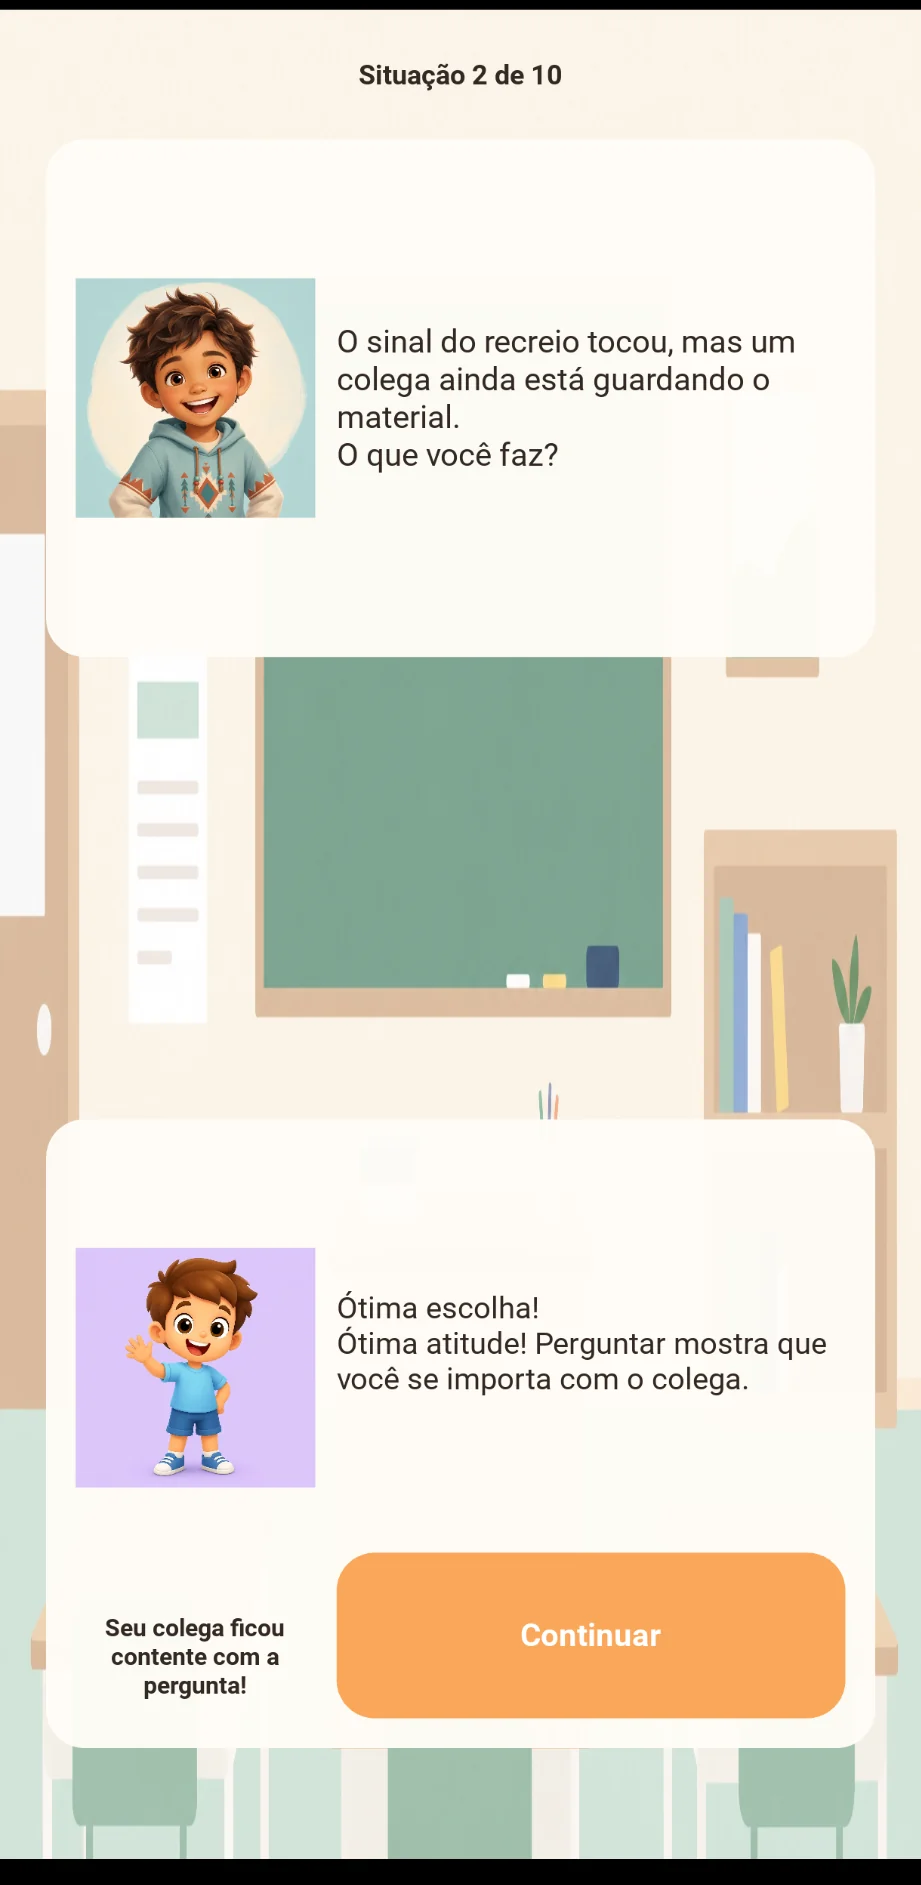 Situação 2 de 10
O sinal do recreio tocou, mas um
colega ainda está guardando o
material.
O que você faz?
Ótima escolha!
Ótima atitude! Perguntar mostra que
você se importa com o colega.
Seu colega ficou
contente com a
pergunta!
Continuar